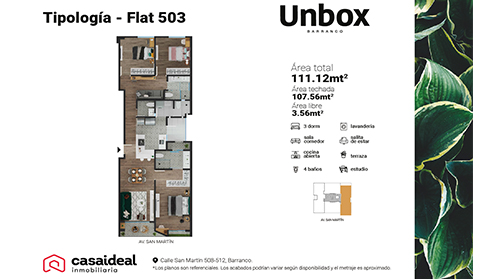 Tipología - Flat 503
Unbox
BARRANCO
Área total
111.12mt²
Área techada
107.56mt²
Área libre
3.56mt²
3 dorm
lavandería
sala
comedor
salita
de estar
cocina
abierta
terraza
4 baños
estudio
AV. SAN MARTÍN
AV. SAN MARTÍN
casaideal
inmobiliaria
Calle San Martín 508-512, Barranco.
*Los planos son referenciales. Los acabados podrían variar según disponibilidad y el metraje es aproximado.